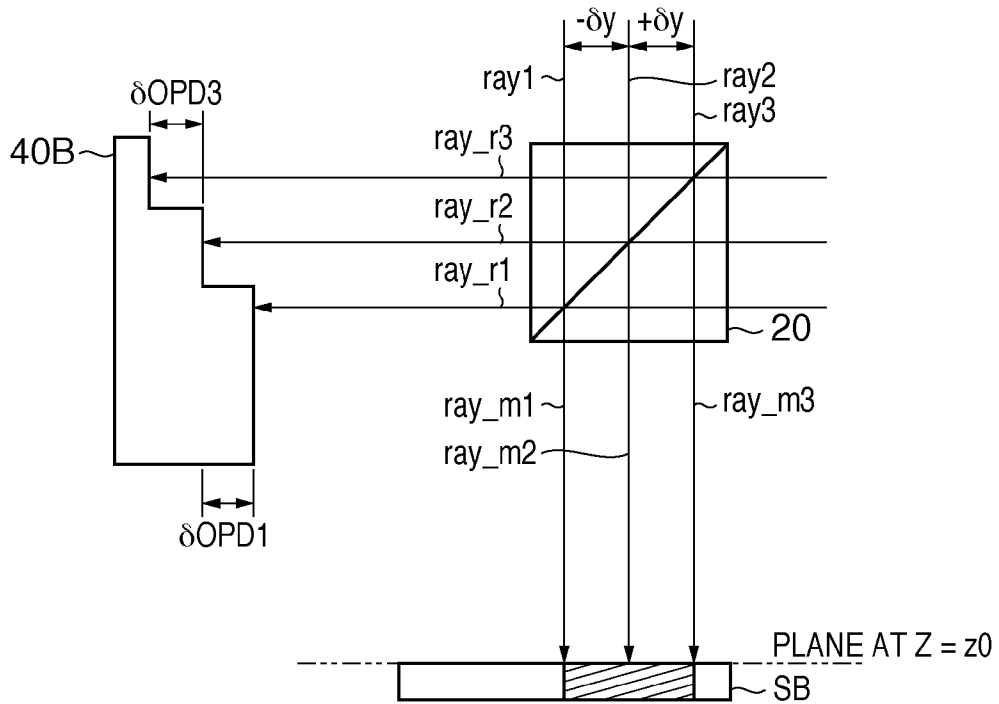 -δy +δy
ray1
ray2
ray3
δOPD3
40B
ray_r3
ray_r2
ray_r1
20
ray_m1
ray_m3
ray_m2
δOPD1
PLANE AT Z = z0
SB